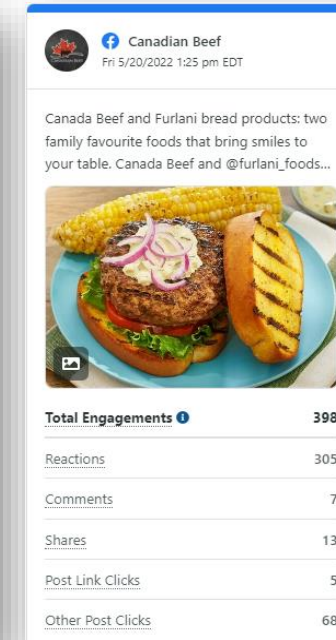 Canadian Beef
Fri 5/20/2022 1:25 pm EDT
Canada Beef and Furlani bread products: two
family favourite foods that bring smiles to
your table. Canada Beef and @furlani_foods...
Total Engagements 398
Reactions 305
Comments 7
Shares 13
Post Link Clicks 5
Other Post Clicks 68